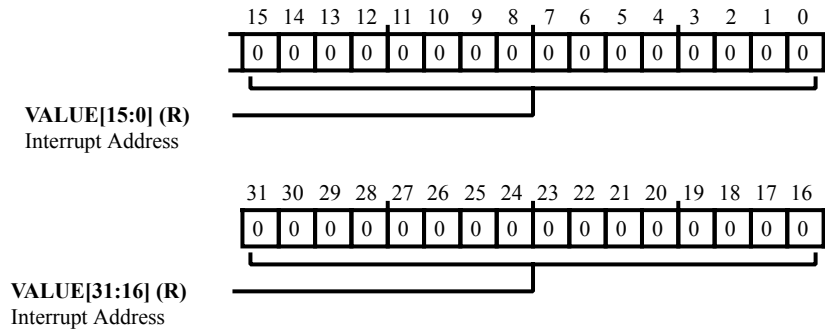 15 14 13 12 11 10 9 8 7 6 5 4 3 2 1 0
0 0 0 0 0 0 0 0 0 0 0 0 0 0 0 0
VALUE[15:0] (R)
Interrupt Address
31 30 29 28 27 26 25 24 23 22 21 20 19 18 17 16
0 0 0 0 0 0 0 0 0 0 0 0 0 0 0 0
VALUE[31:16] (R)
Interrupt Address